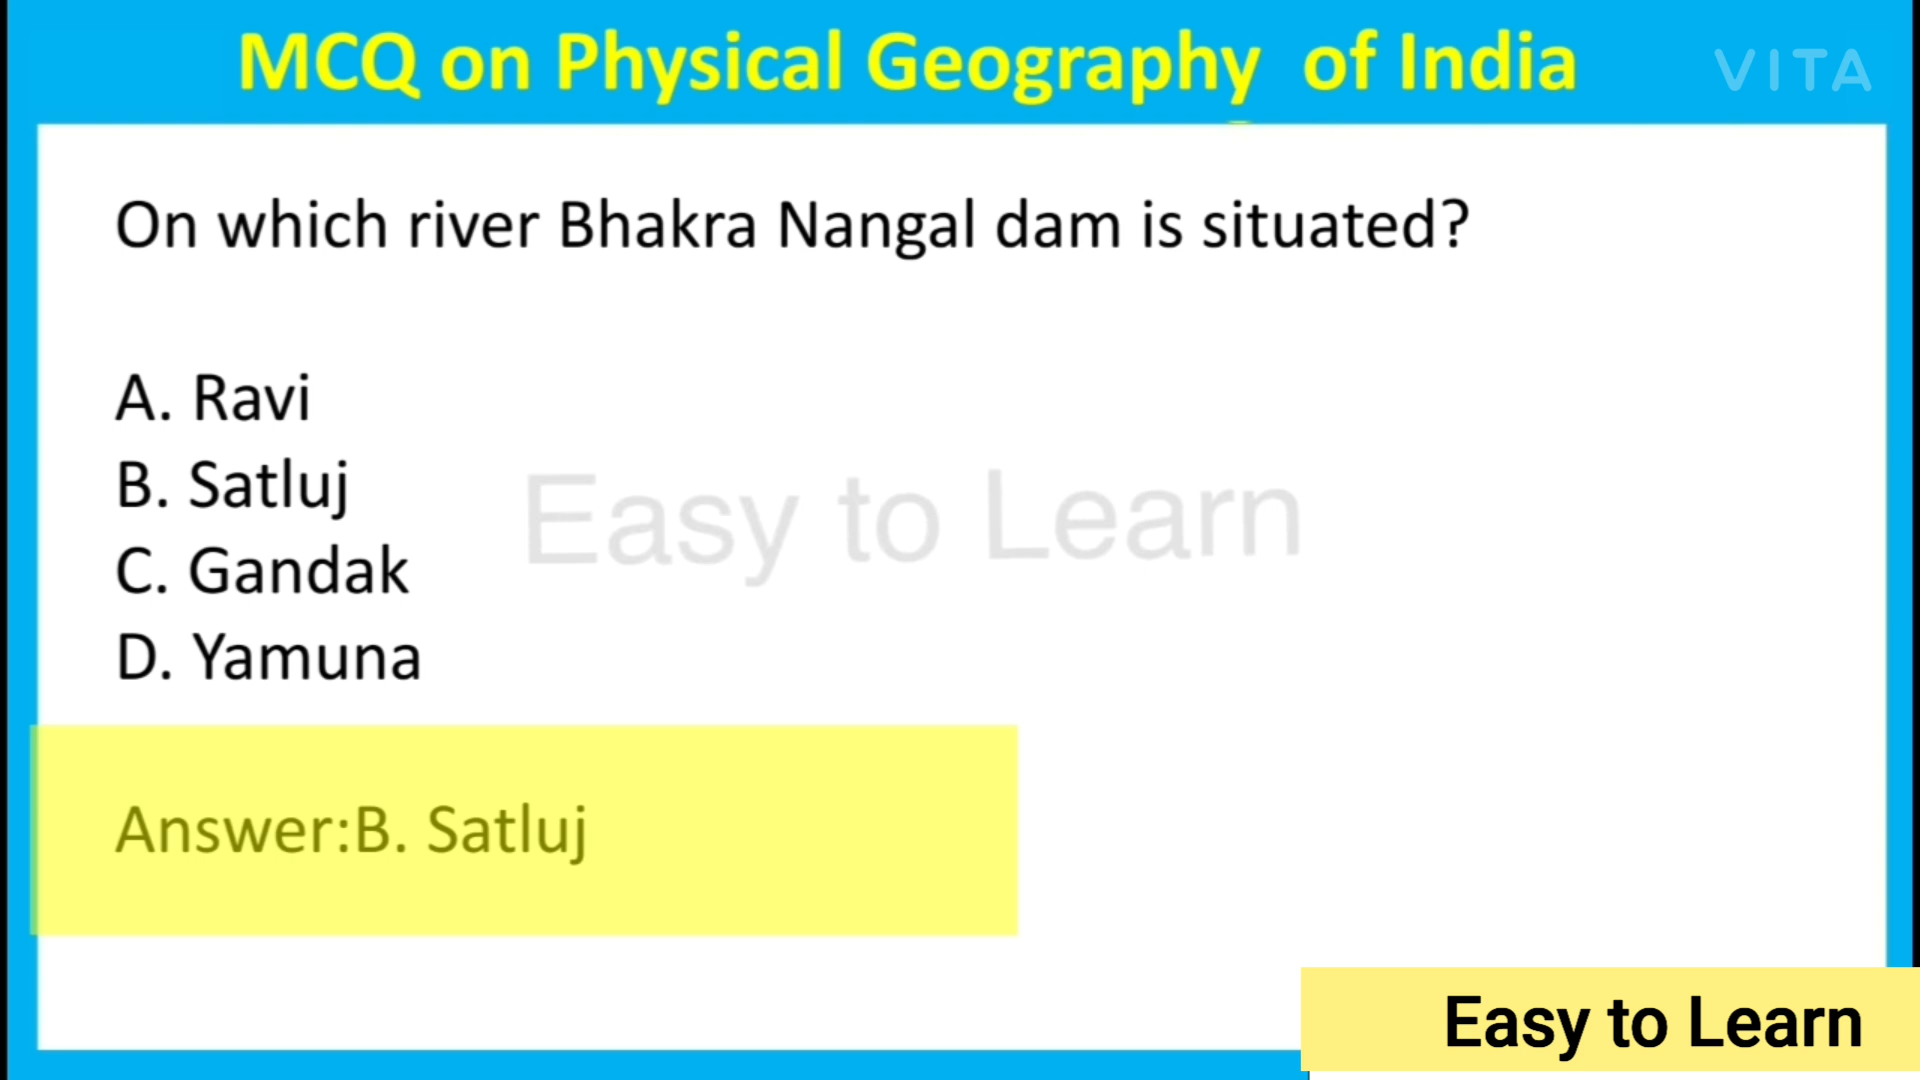 MCQ on Physical Geography of India
VITA
On which river Bhakra Nangal dam is situated?
A. Ravi
B. Satluj
C. Gandak
D. Yamuna
Easy to Learn
Answer:B. Satluj
Easy to Learn